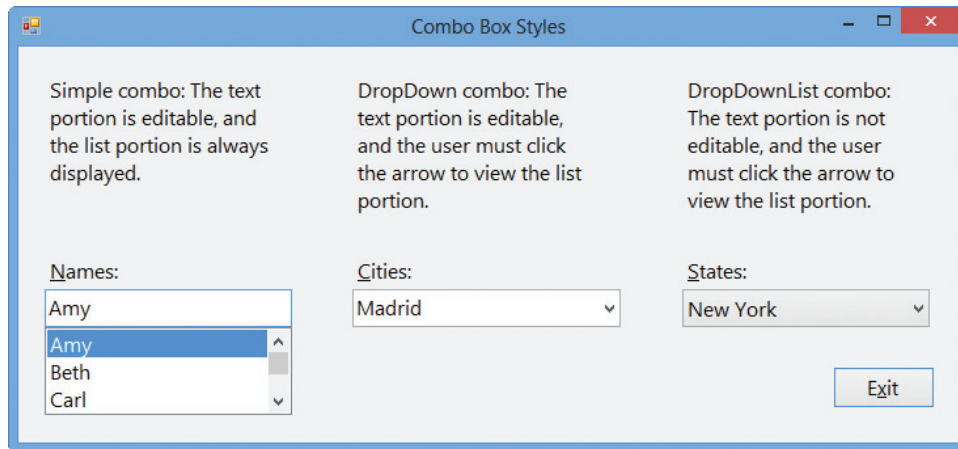 Combo Box Styles
Simple combo: The text
portion is editable, and
the list portion is always
displayed.
DropDown combo: The
text portion is editable,
and the user must click
the arrow to view the list
portion.
DropDownList combo:
The text portion is not
editable, and the user
must click the arrow to
view the list portion.
Names:
Amy
Amy
Beth
Carl
Cities:
Madrid
States:
New York
Exit